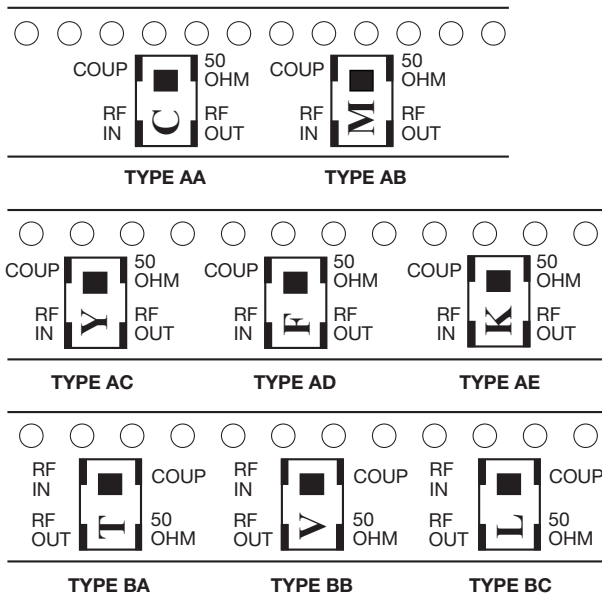 COUP 50 OHM COUP 50 OHM
RF IN C RF OUT RF IN M RF OUT
TYPE AA TYPE AB
COUP 50 OHM COUP 50 OHM COUP 50 OHM
RF IN Y RF OUT RF IN F RF OUT RF IN K RF OUT
TYPE AC TYPE AD TYPE AE
RF IN COUP RF IN COUP RF IN COUP
RF OUT T 50 OHM RF OUT V 50 OHM RF OUT L 50 OHM
TYPE BA TYPE BB TYPE BC